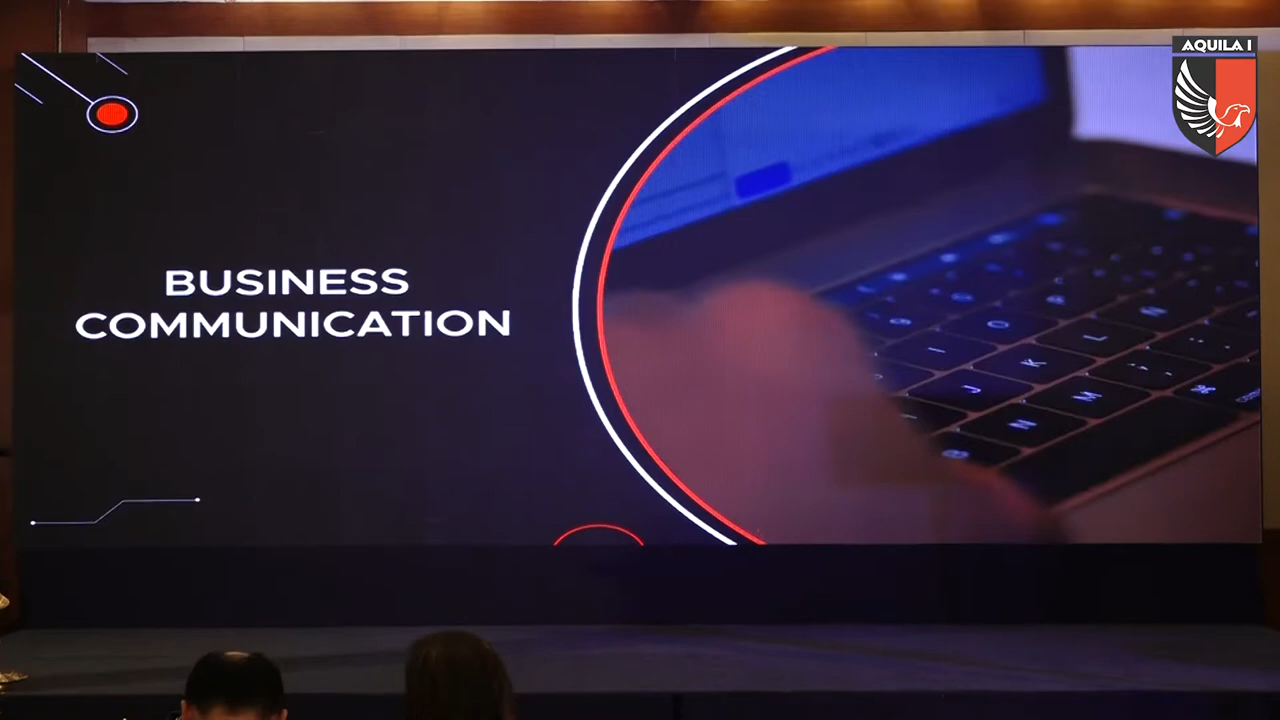 AQUILA I
BUSINESS
COMMUNICATION
I
O
J
K
L
N
M
⌘